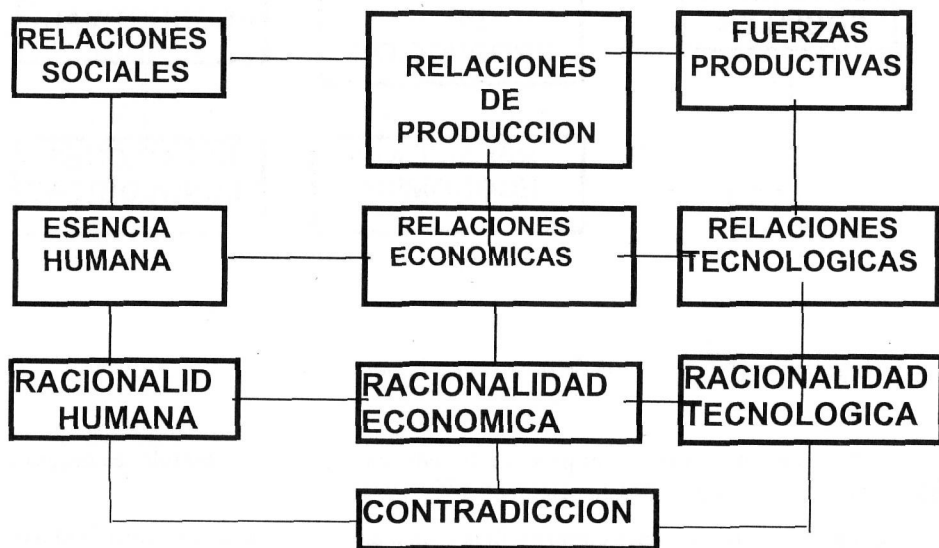 RELACIONES
SOCIALES
RELACIONES
DE
PRODUCCION
FUERZAS
PRODUCTIVAS
ESENCIA
HUMANA
RELACIONES
ECONOMICAS
RELACIONES
TECNOLOGICAS
RACIONALID
HUMANA
RACIONALIDAD
ECONOMICA
RACIONALIDAD
TECNOLOGICA
CONTRADICCION